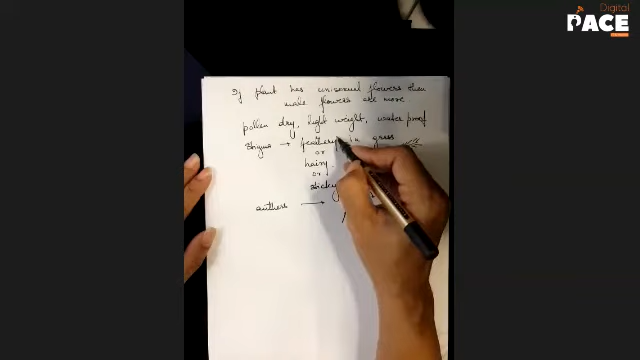 Digital
PACE
If plant has unisexual flowers then
male flowers are more
pollen dry, light weight, water proof
stigma → feathery in grass
or
hairy
or
sticky
anthers →